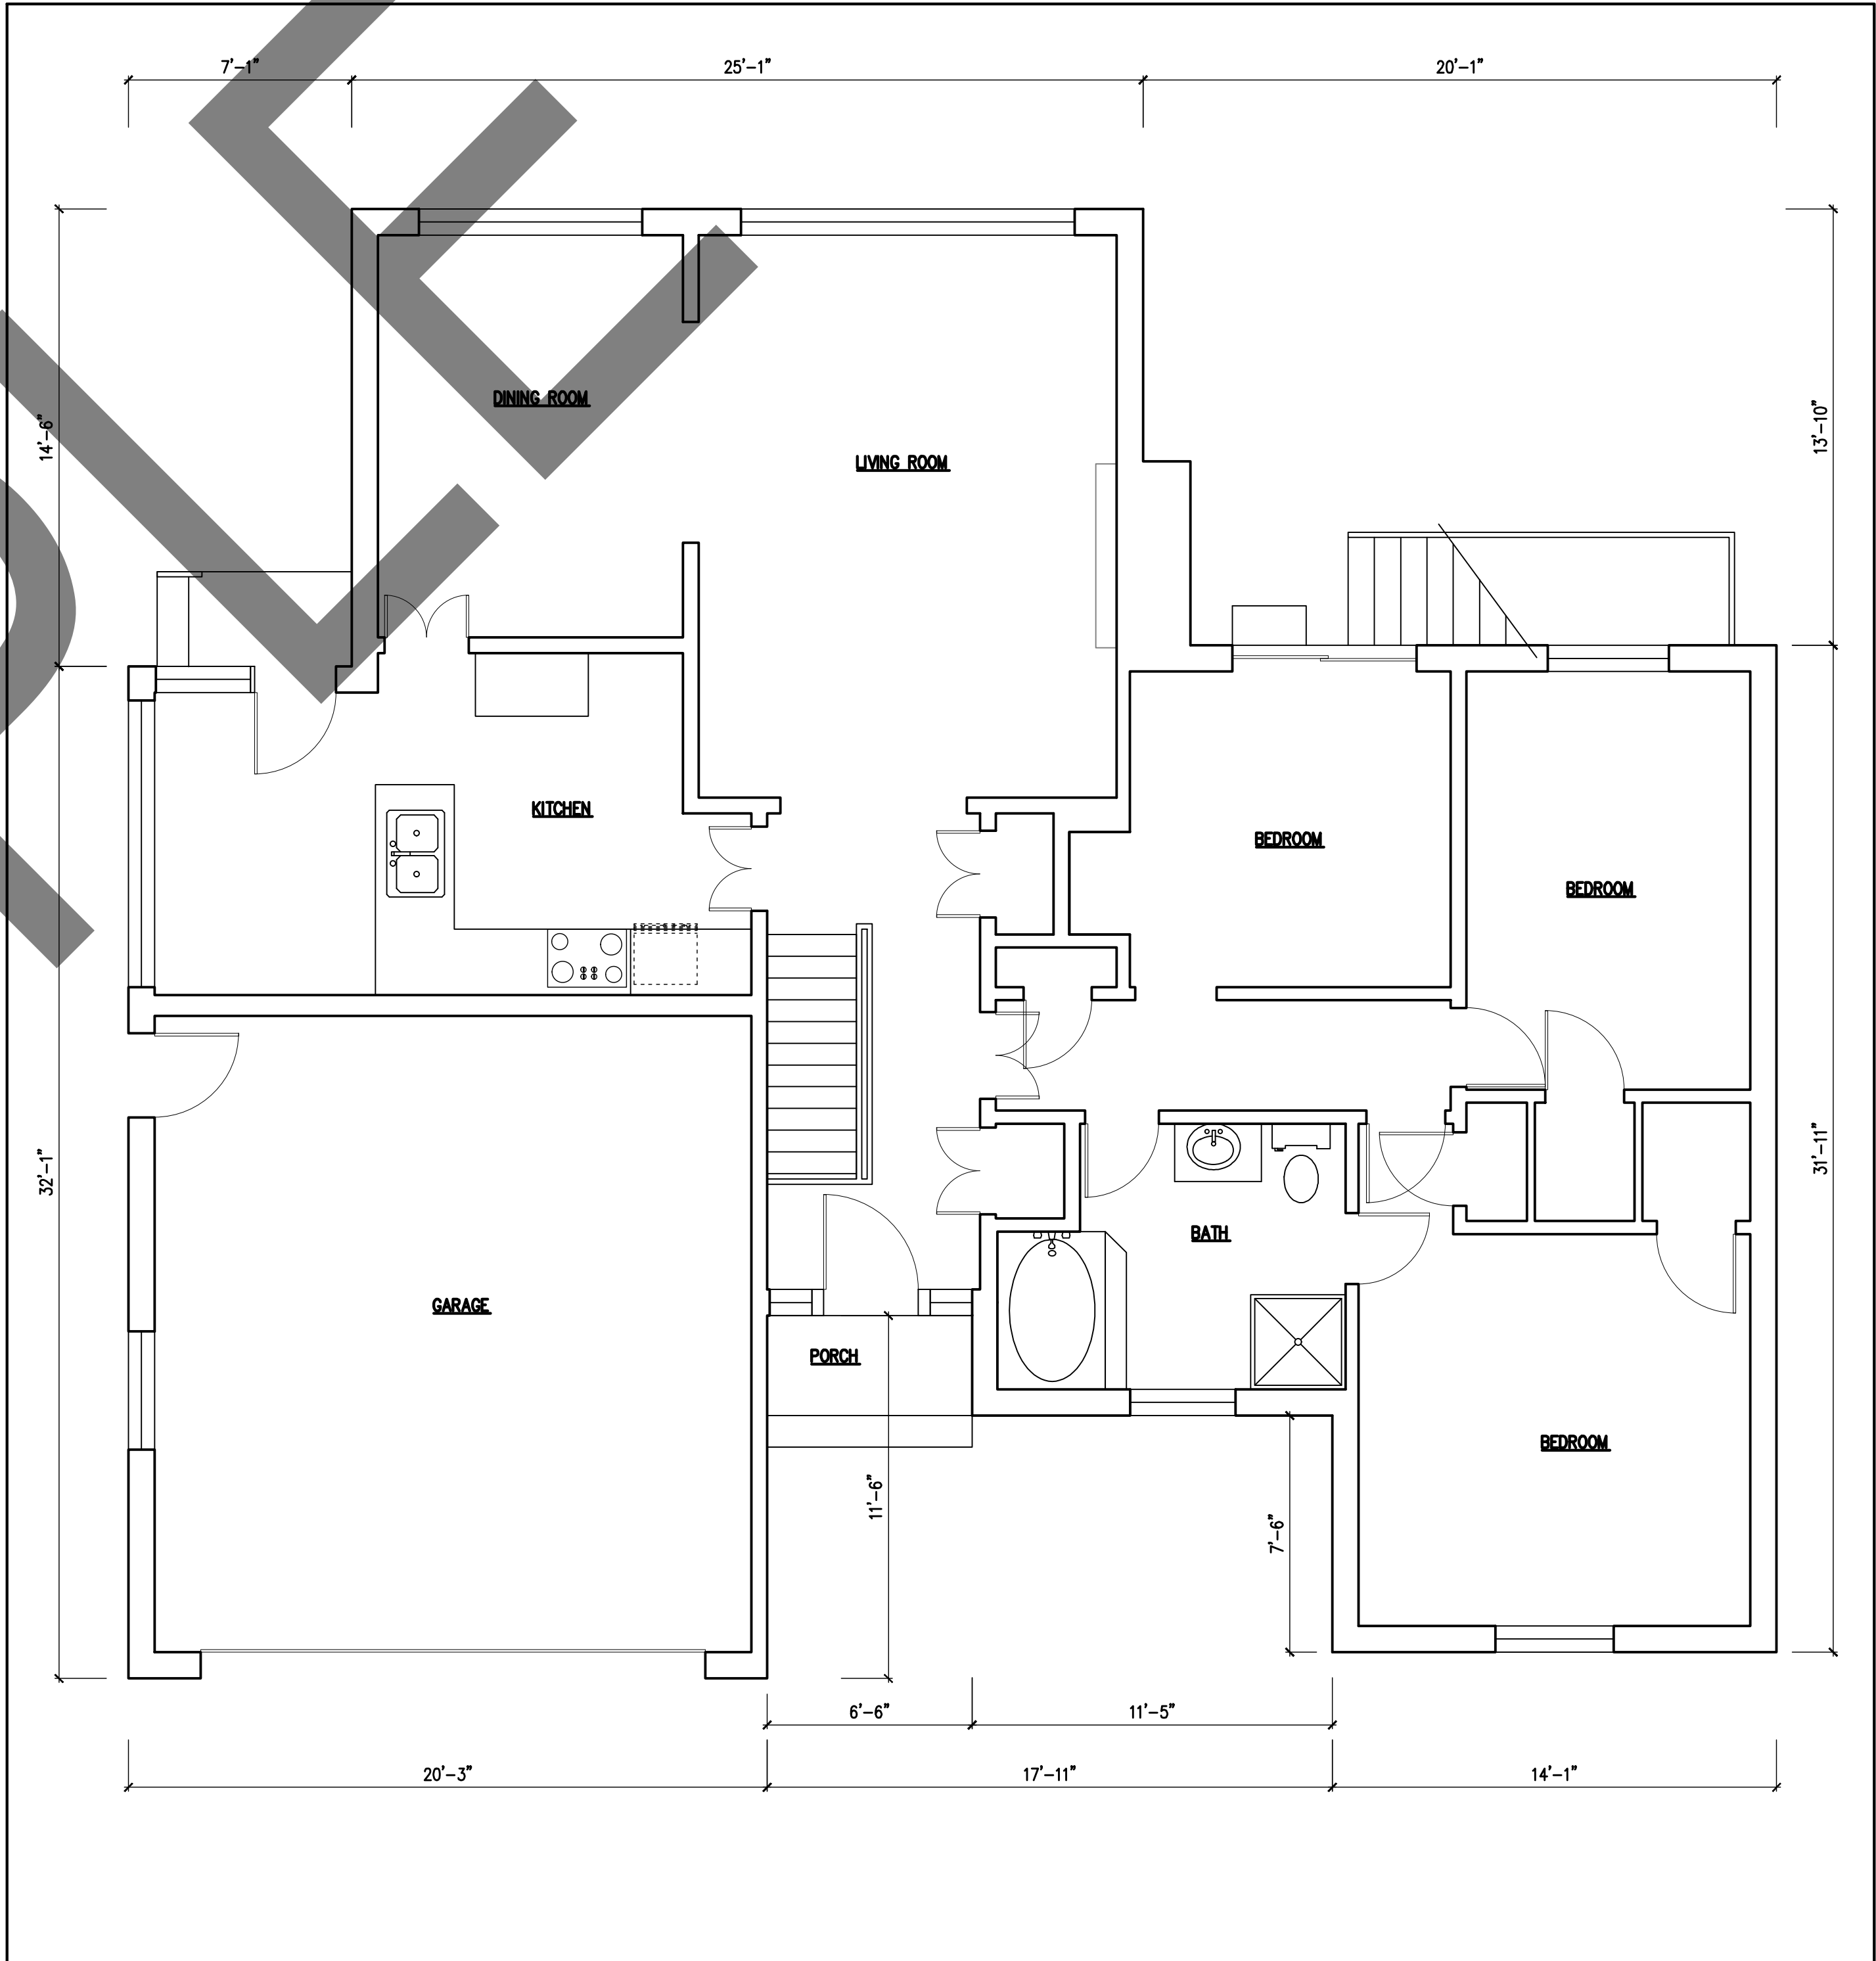 7'-1" 25'-1" 20'-1"
14'-6"
13'-10"
DINING ROOM
LIVING ROOM
KITCHEN
BEDROOM
BEDROOM
32'-1"
31'-11"
BATH
GARAGE
PORCH
BEDROOM
11'-6"
7'-6"
6'-6" 11'-5"
20'-3" 17'-11" 14'-1"